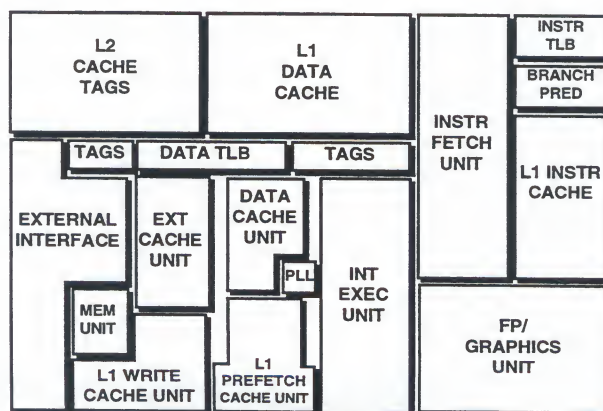 L2
CACHE
TAGS
L1
DATA
CACHE
INSTR
FETCH
UNIT
INSTR
TLB
BRANCH
PRED
L1 INSTR
CACHE
TAGS
DATA TLB
TAGS
EXTERNAL
INTERFACE
EXT
CACHE
UNIT
DATA
CACHE
UNIT
PLL
INT
EXEC
UNIT
MEM
UNIT
L1 WRITE
CACHE UNIT
L1
PREFETCH
CACHE UNIT
FP/
GRAPHICS
UNIT